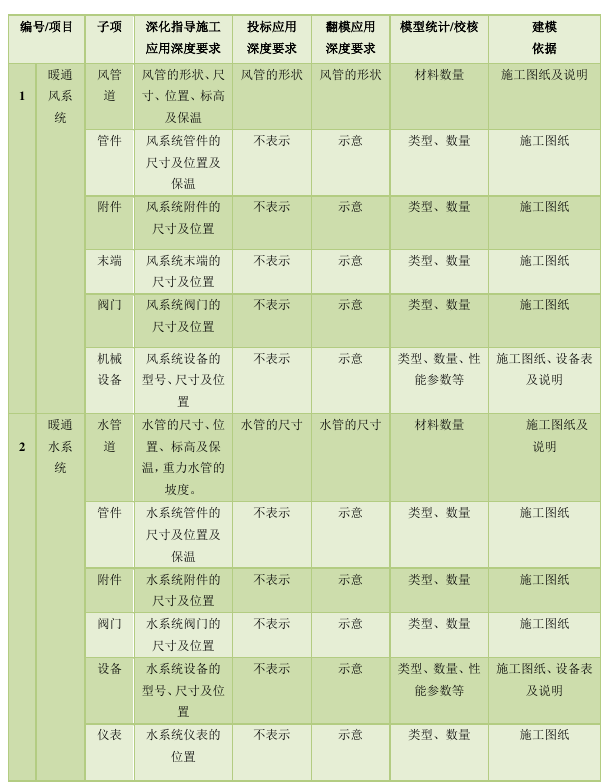 编号/项目 子项 深化指导施工 投标应用 翻模应用 模型统计/校核 建模
应用深度要求 深度要求 深度要求 依据
暖通 风管 风管的形状、尺 风管的形状 风管的形状 材料数量 施工图纸及说明
1 风系 道 寸、位置、标高
统 及保温
管件 风系统管件的 不表示 示意 类型、数量 施工图纸
尺寸及位置及
保温
附件 风系统附件的 不表示 示意 类型、数量 施工图纸
尺寸及位置
末端 风系统末端的 不表示 示意 类型、数量 施工图纸
尺寸及位置
阀门 风系统阀门的 不表示 示意 类型、数量 施工图纸
尺寸及位置
机械 风系统设备的 不表示 示意 类型、数量、性 施工图纸、设备表
设备 型号、尺寸及位 能参数等 及说明
置
暖通 水管 水管的尺寸、位 水管的尺寸 水管的尺寸 材料数量 施工图纸及
2 水系 道 置、标高及保 说明
统 温,重力水管的
坡度。
管件 水系统管件的 不表示 示意 类型、数量 施工图纸
尺寸及位置及
保温
附件 水系统附件的 不表示 示意 类型、数量 施工图纸
尺寸及位置
阀门 水系统阀门的 不表示 示意 类型、数量 施工图纸
尺寸及位置
设备 水系统设备的 不表示 示意 类型、数量、性 施工图纸、设备表
型号、尺寸及位 能参数等 及说明
置
仪表 水系统仪表的 不表示 示意 类型、数量 施工图纸
位置